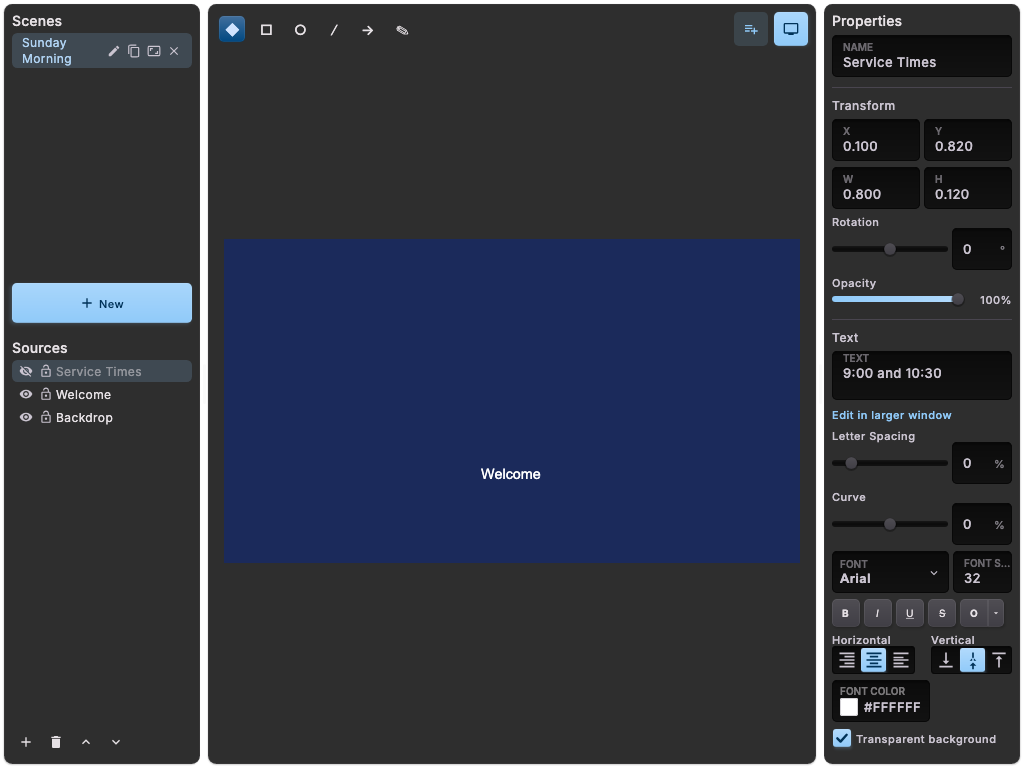 Scenes
Sunday
Morning
+ New
Sources
Service Times
Welcome
Backdrop
Welcome
Properties
NAME
Service Times
Transform
X
0.100
Y
0.820
W
0.800
H
0.120
Rotation
0 °
Opacity
100%
Text
TEXT
9:00 and 10:30
Edit in larger window
Letter Spacing
0 %
Curve
0 %
FONT
Arial
FONT S...
32
B I U S O
Horizontal
Vertical
FONT COLOR
#FFFFFF
Transparent background